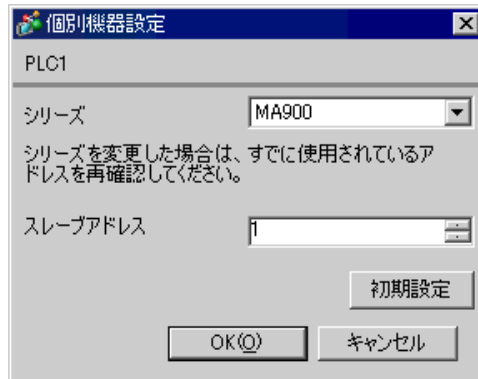 個別機器設定
PLC1
シリーズ MA900
シリーズを変更した場合は、すでに使用されているア
ドレスを再確認してください。
スレーブアドレス 1
初期設定
OK(O) キャンセル